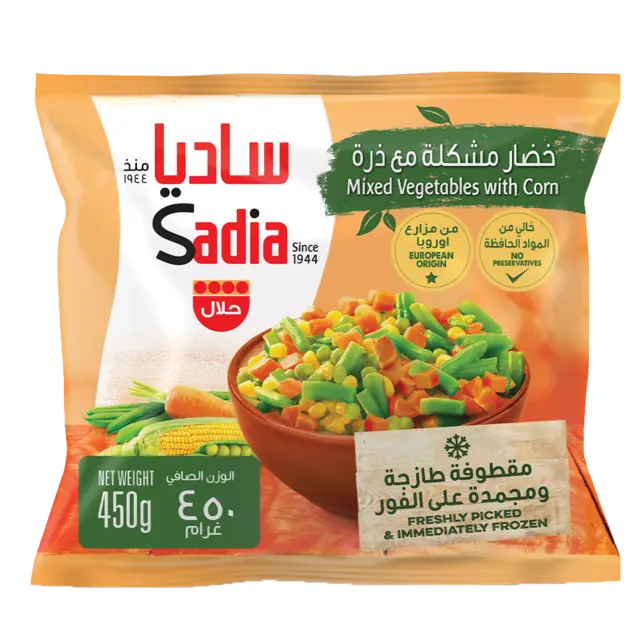 ساديا
منذ
١٩٤٤
Sadia
Since
1944
حلال
خضار مشكلة مع ذرة
Mixed Vegetables with Corn
من مزارع
اوروبا
EUROPEAN
ORIGIN
خالي من
المواد الحافظة
NO
PRESERVATIVES
مقطوفة طازجة
ومجمدة على الفور
FRESHLY PICKED
& IMMEDIATELY FROZEN
NET WEIGHT
450g
الوزن الصافي
٤٥٠
غرام